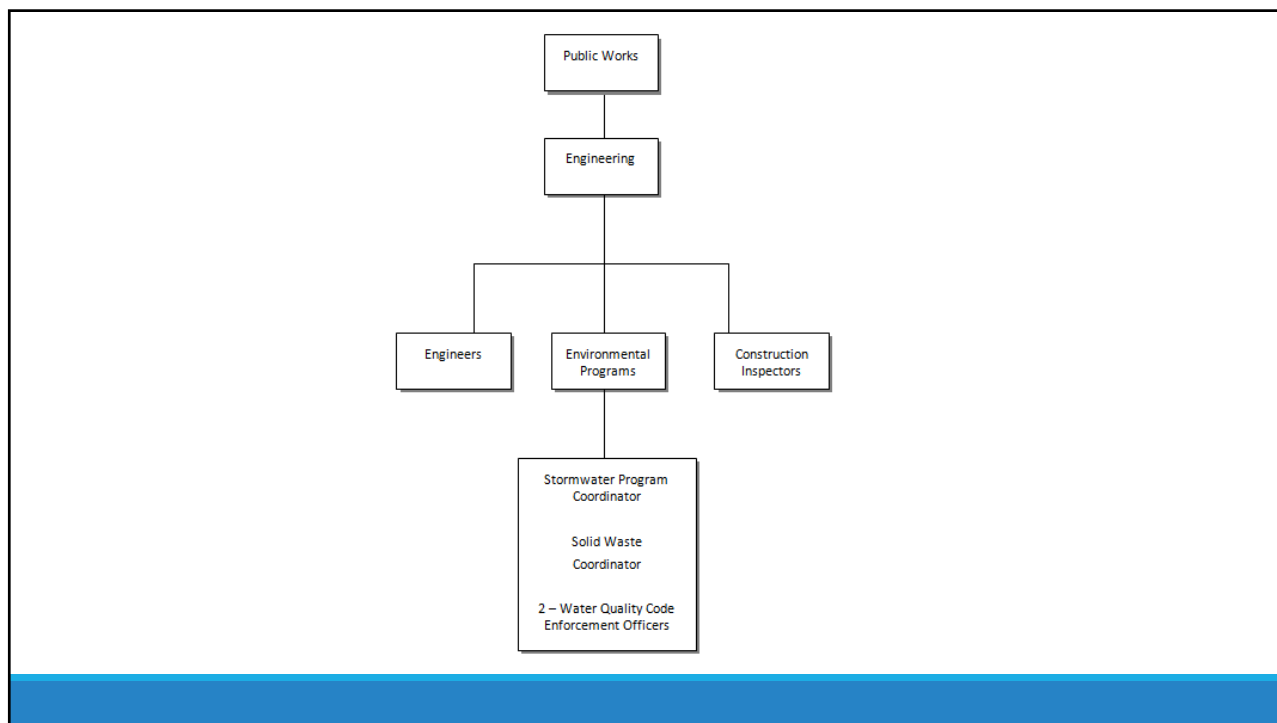 Public Works
Engineering
Engineers
Environmental
Programs
Construction
Inspectors
Stormwater Program
Coordinator
Solid Waste
Coordinator
2 – Water Quality Code
Enforcement Officers